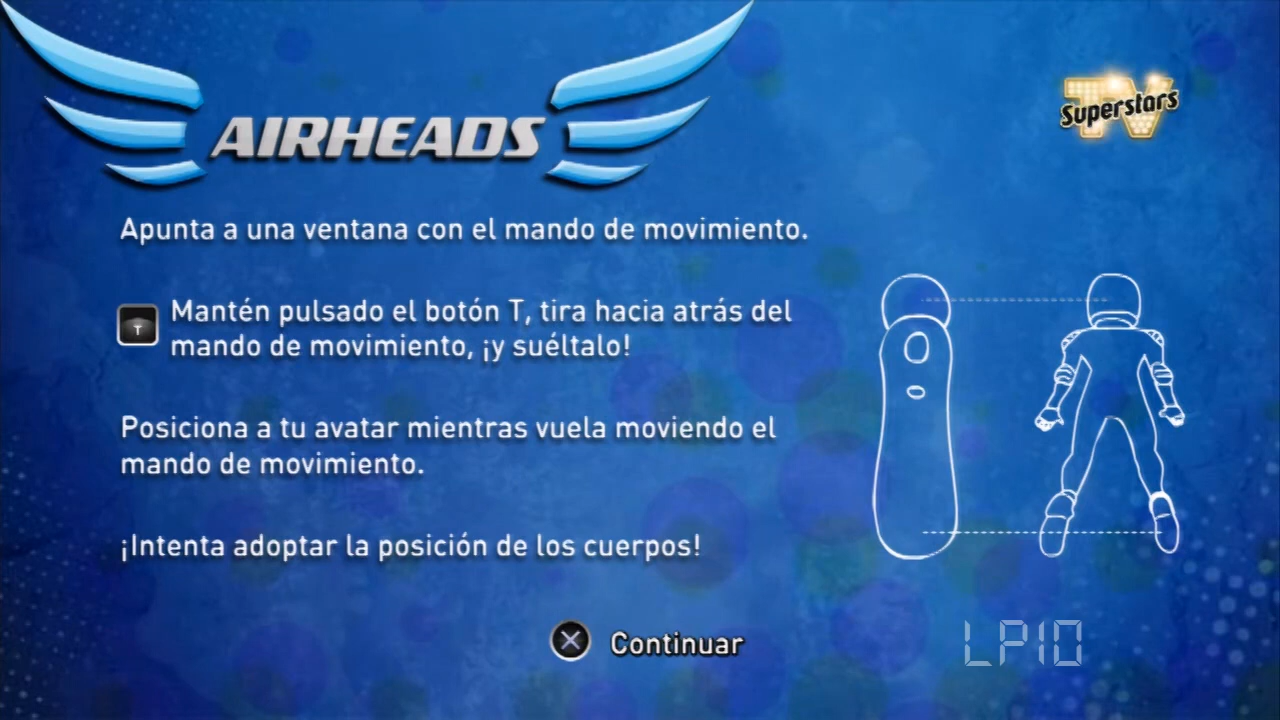 AIRHEADS
TV
Superstars
Apunta a una ventana con el mando de movimiento.
T
Mantén pulsado el botón T, tira hacia atrás del
mando de movimiento, ¡y suéltalo!
Posiciona a tu avatar mientras vuela moviendo el
mando de movimiento.
¡Intenta adoptar la posición de los cuerpos!
Continuar
LP10